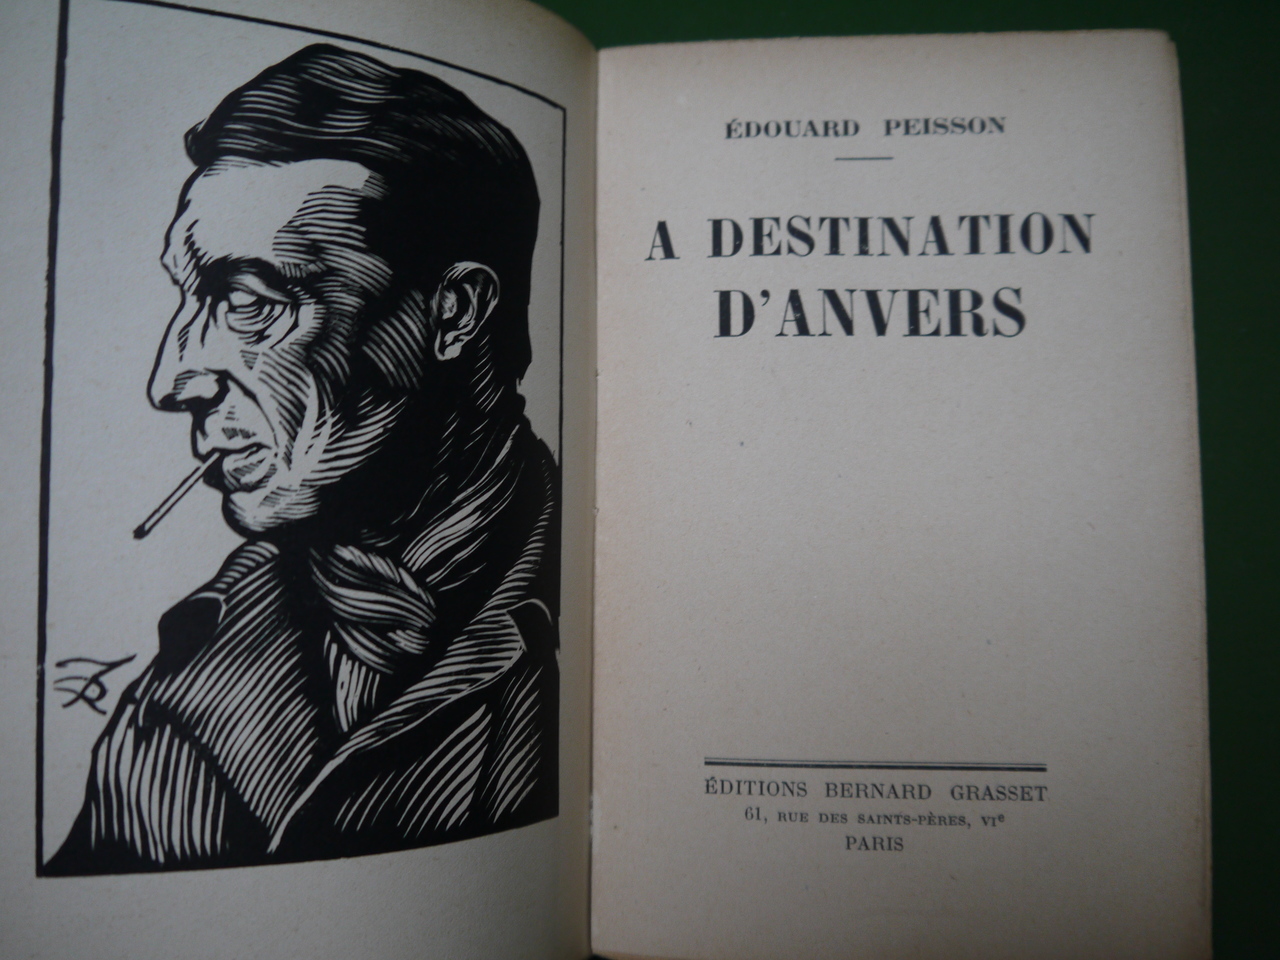 ÉDOUARD PEISSON
A DESTINATION
D'ANVERS
ÉDITIONS BERNARD GRASSET
61, RUE DES SAINTS-PÈRES, VIe
PARIS